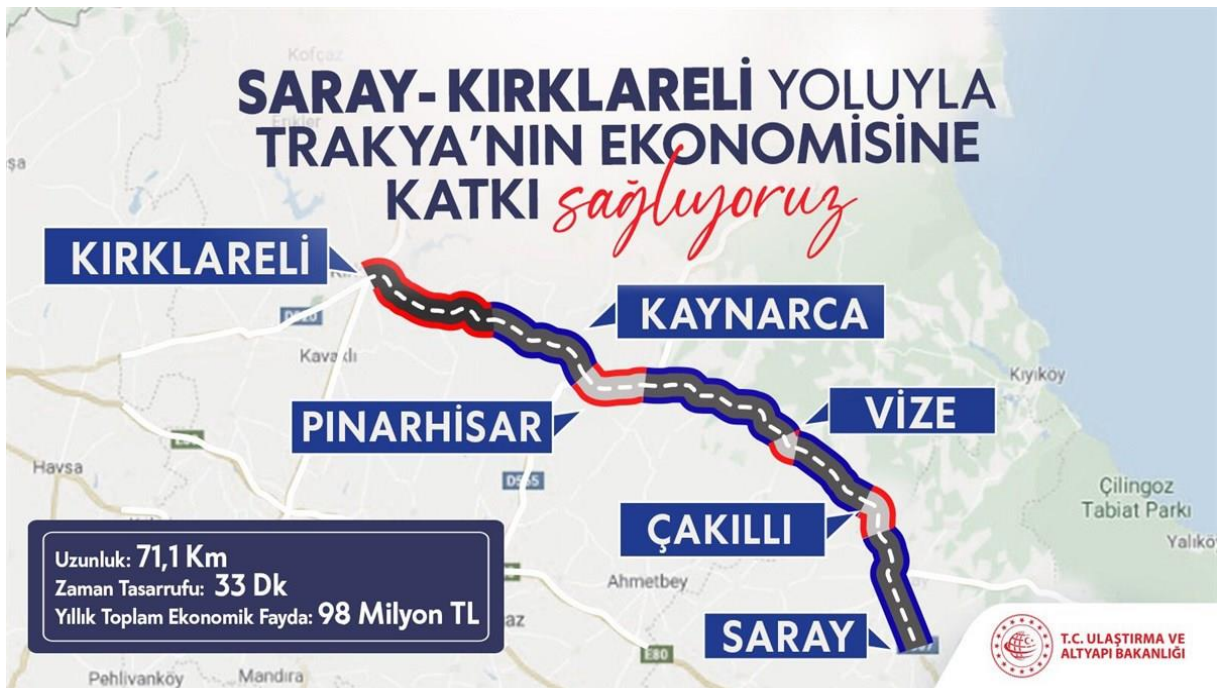 Kofçaz
SARAY- KIRKLARELİ YOLUYLA
TRAKYA'NIN EKONOMİSİNE
KATKI sağlıyoruz
KIRKLARELİ
KAYNARCA
Kavaklı
Kıyıköy
PINARHİSAR
VİZE
Havsa
D565
Çilingoz
Tabiat Parkı
ÇAKILLI
Yalıköy
Uzunluk: 71,1 Km
Zaman Tasarrufu: 33 Dk
Yıllık Toplam Ekonomik Fayda: 98 Milyon TL
Ahmetbey
SARAY
E80
T.C. ULAŞTIRMA VE
ALTYAPI BAKANLIĞI
Pehlivanköy
Mandıra